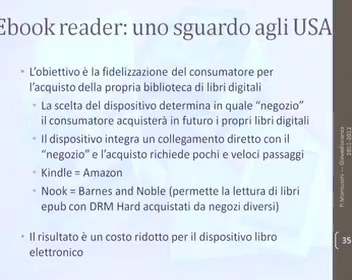 Ebook reader: uno sguardo agli USA
L'obiettivo è la fidelizzazione del consumatore per
l'acquisto della propria biblioteca di libri digitali
La scelta del dispositivo determina in quale "negozio"
il consumatore acquisterà in futuro i propri libri digitali
Il dispositivo integra un collegamento diretto con il
"negozio" e l'acquisto richiede pochi e veloci passaggi
Kindle = Amazon
Nook = Barnes and Noble (permette la lettura di libri
epub con DRM Hard acquistati da negozi diversi)
Il risultato è un costo ridotto per il dispositivo libro
elettronico
2011-2012
35